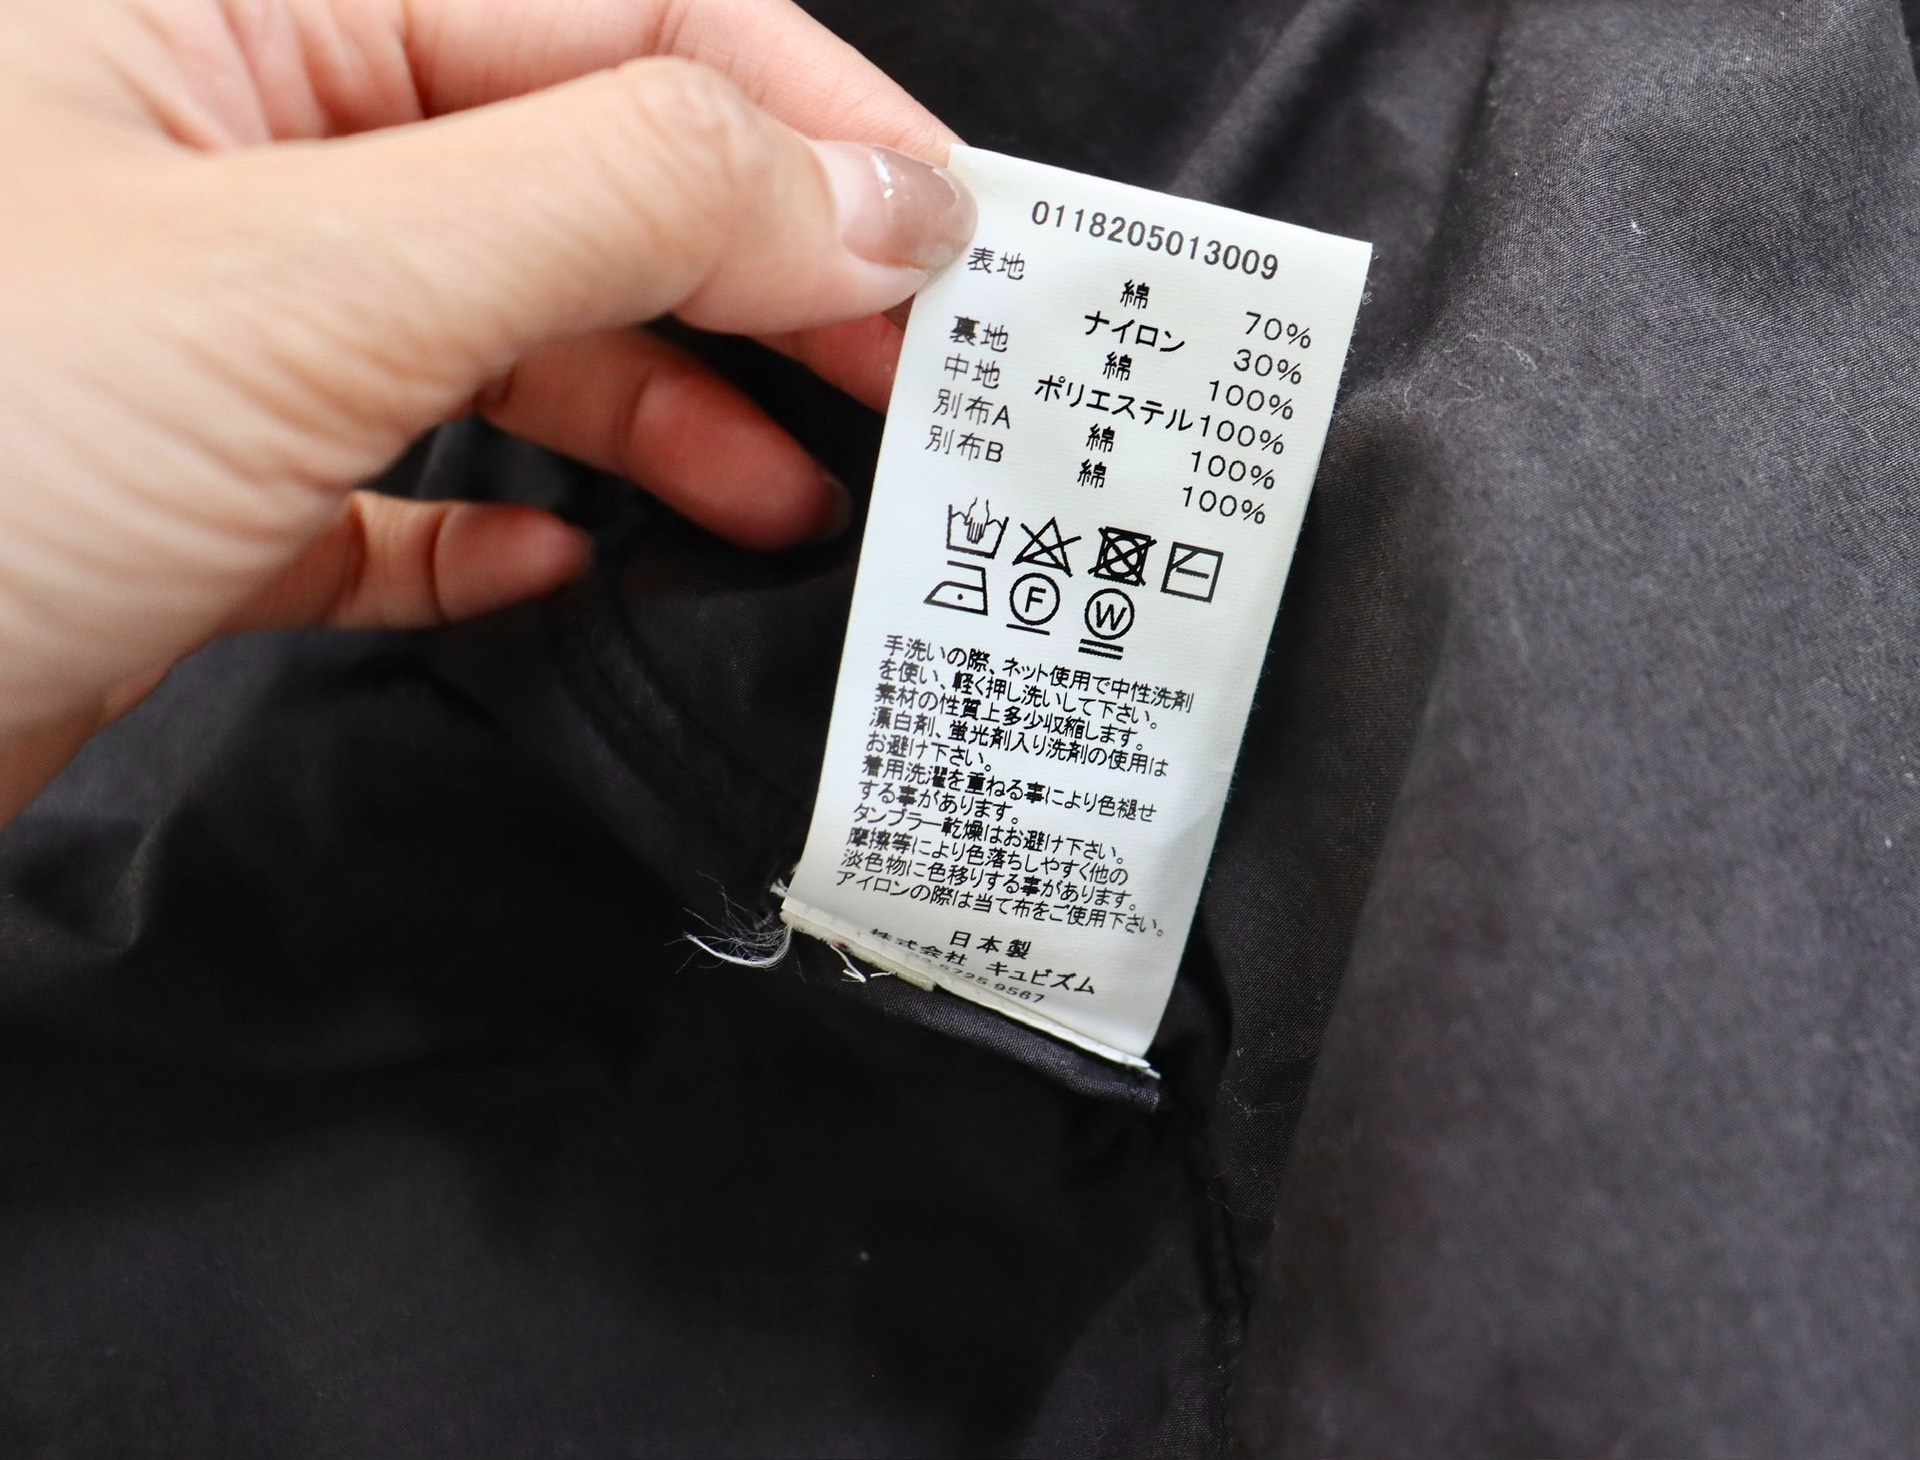 0118205013009
表地 綿 70%
ナイロン 30%
裏地 綿 100%
中地 ポリエステル 100%
別布A 綿 100%
別布B 綿 100%
F W
手洗いの際、ネット使用で中性洗剤
を使い、軽く押し洗いして下さい。
素材の性質上多少収縮します。
漂白剤、蛍光剤入り洗剤の使用は
お避け下さい。
着用洗濯を重ねる事により色褪せ
する事があります。
タンブラー乾燥はお避け下さい。
摩擦等により色落ちしやすく他の
淡色物に色移りする事があります。
アイロンの際は当て布をご使用下さい。
日本製
株式会社 キュビズム
5725 9567